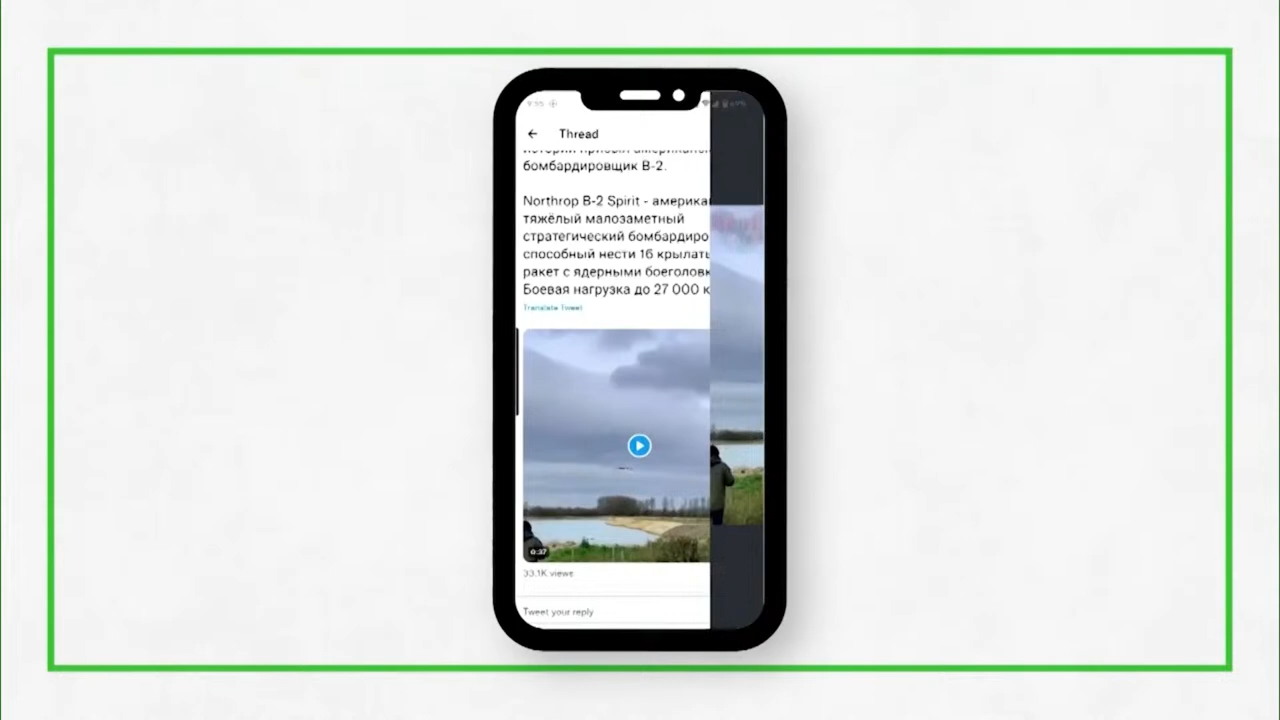 Thread
бомбардировщик B-2.
Northrop B-2 Spirit - америка
тяжёлый малозаметный
стратегический бомбардиро
способный нести 16 крылать
ракет с ядерными боеголов
Боевая нагрузка до 27 000 к
Translate Tweet
0:37
33.1K views
Tweet your reply